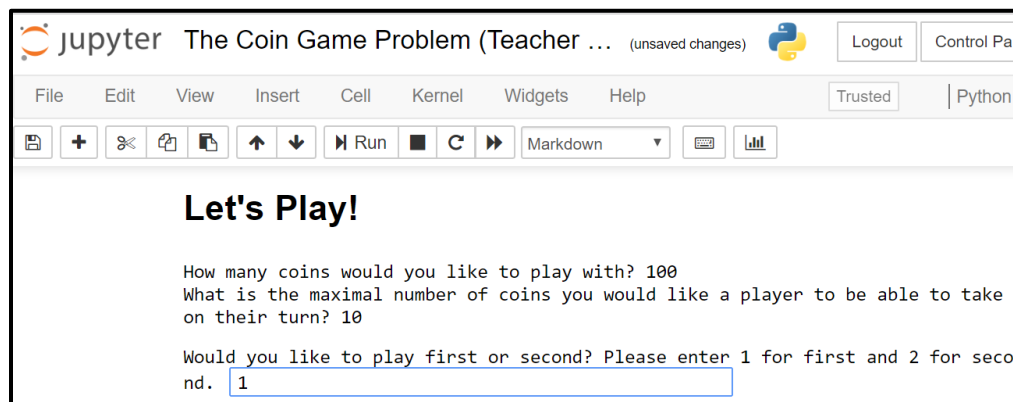 jupyter The Coin Game Problem (Teacher ... (unsaved changes) Logout Control Pa
File Edit View Insert Cell Kernel Widgets Help Trusted Python
Run Markdown
Let's Play!
How many coins would you like to play with? 100
What is the maximal number of coins you would like a player to be able to take
on their turn? 10
Would you like to play first or second? Please enter 1 for first and 2 for seco
nd. 1